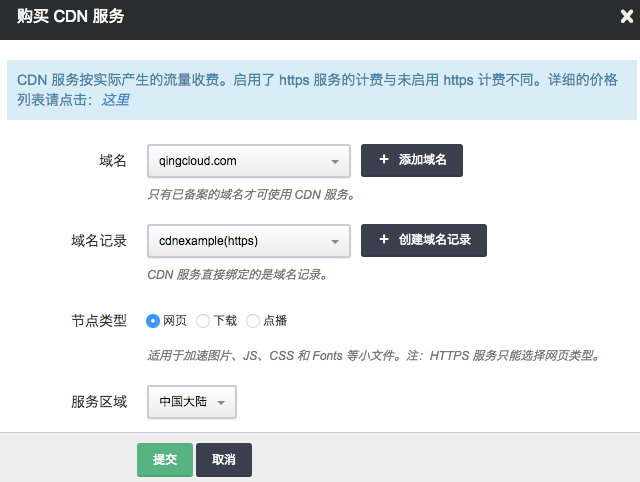 购买 CDN 服务
CDN 服务按实际产生的流量收费。启用了 https 服务的计费与未启用 https 计费不同。详细的价格
列表请点击：这里
域名 qingcloud.com + 添加域名
只有已备案的域名才可使用 CDN 服务。
域名记录 cdnexample(https) + 创建域名记录
CDN 服务直接绑定的是域名记录。
节点类型 网页 下载 点播
适用于加速图片、JS、CSS 和 Fonts 等小文件。注：HTTPS 服务只能选择网页类型。
服务区域 中国大陆
提交 取消